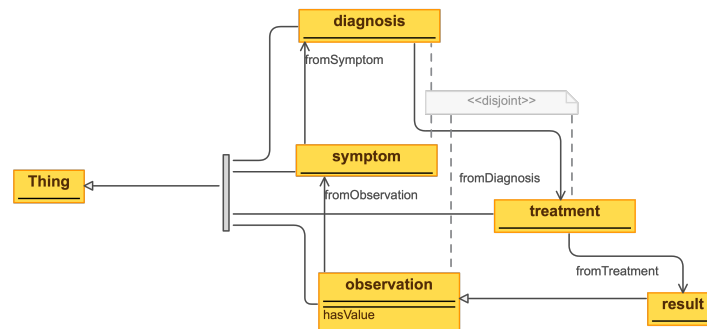 diagnosis
fromSymptom
<<disjoint>>
symptom
Thing
fromDiagnosis
fromObservation
treatment
fromTreatment
observation
hasValue
result